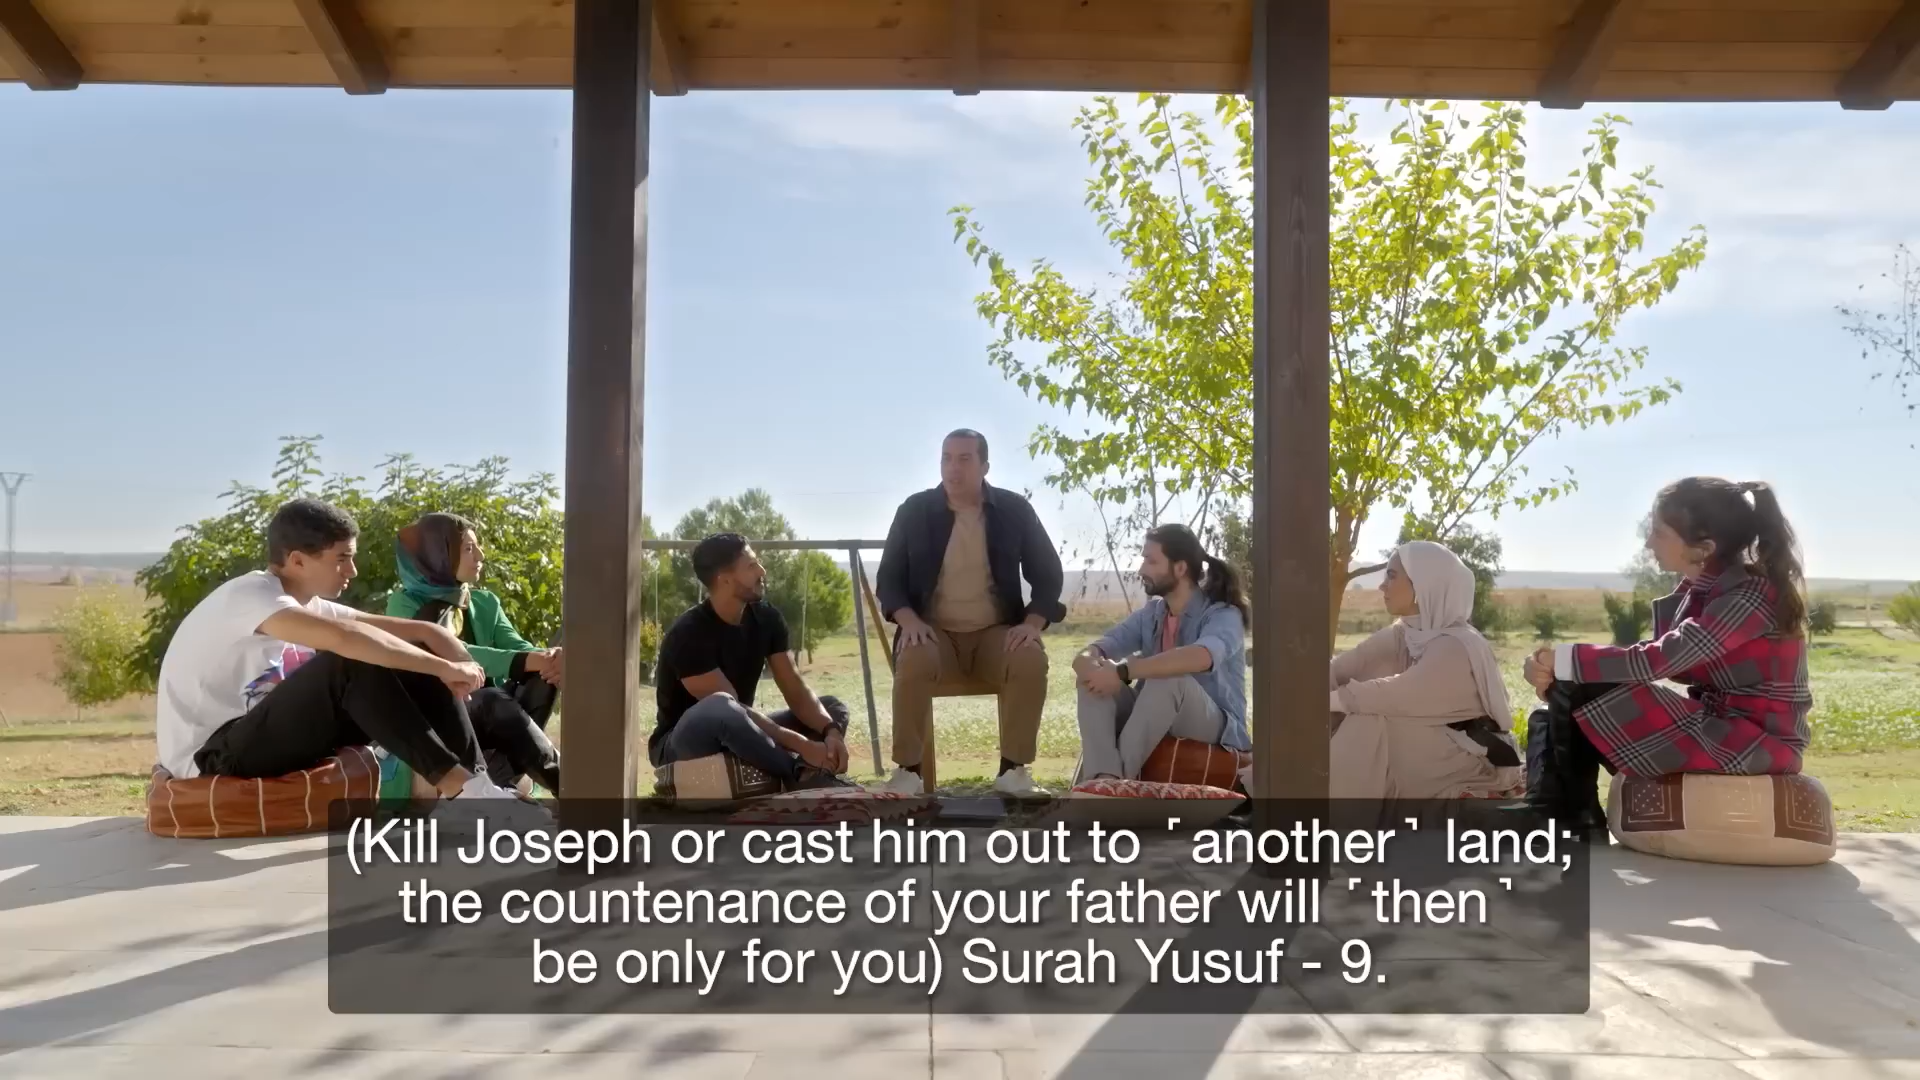 (Kill Joseph or cast him out to ˹another˺ land;
the countenance of your father will ˹then˺
be only for you) Surah Yusuf - 9.